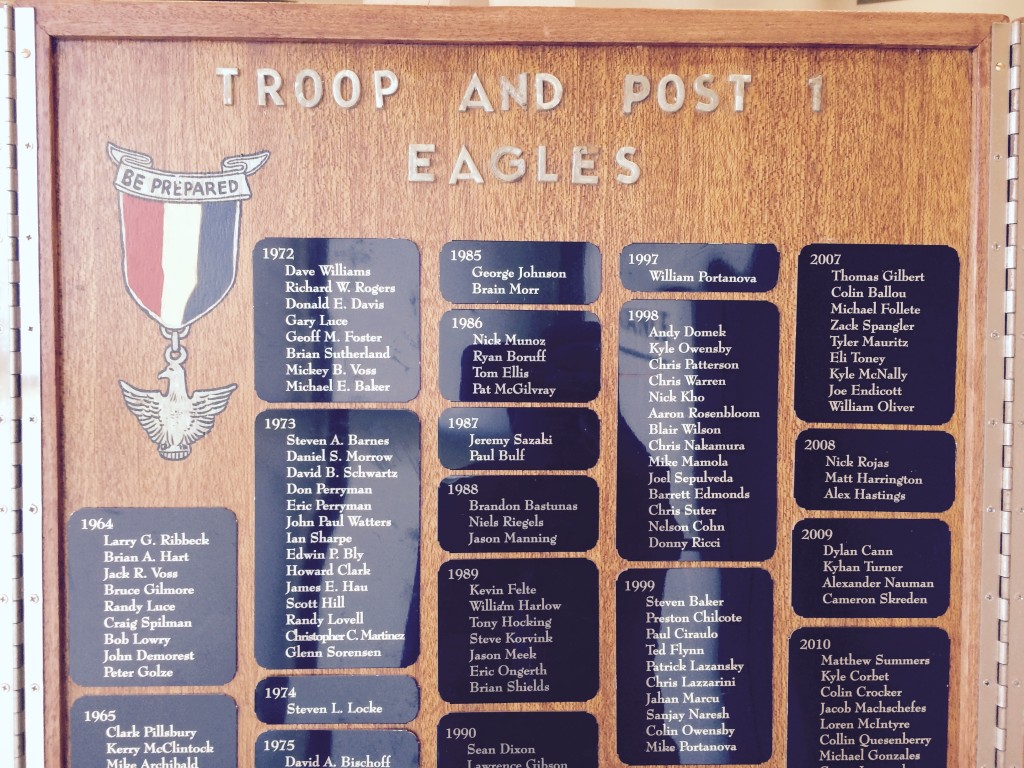 TROOP AND POST 1
EAGLES
BE PREPARED
1964
Larry G. Ribbeck
Brian A. Hart
Jack R. Voss
Bruce Gilmore
Randy Luce
Craig Spilman
Bob Lowry
John Demorest
Peter Golze
1965
Clark Pillsbury
Kerry McClintock
Mike Archibald
1972
Dave Williams
Richard W. Rogers
Donald E. Davis
Gary Luce
Geoff M. Foster
Brian Sutherland
Mickey B. Voss
Michael E. Baker
1973
Steven A. Barnes
Daniel S. Morrow
David B. Schwartz
Don Perryman
Eric Perryman
John Paul Watters
Ian Sharpe
Edwin P. Bly
Howard Clark
James E. Hau
Scott Hill
Randy Lovell
Christopher C. Martinez
Glenn Sorensen
1974
Steven L. Locke
1975
David A. Bischoff
1985
George Johnson
Brain Morr
1986
Nick Munoz
Ryan Boruff
Tom Ellis
Pat McGilvray
1987
Jeremy Sazaki
Paul Bulf
1988
Brandon Bastunas
Niels Riegels
Jason Manning
1989
Kevin Felte
William Harlow
Tony Hocking
Steve Korvink
Jason Meek
Eric Ongerth
Brian Shields
1990
Sean Dixon
Lawrence Gibson
1997
William Portanova
1998
Andy Domek
Kyle Owensby
Chris Patterson
Chris Warren
Nick Kho
Aaron Rosenbloom
Blair Wilson
Chris Nakamura
Mike Mamola
Joel Sepulveda
Barrett Edmonds
Chris Suter
Nelson Cohn
Donny Ricci
1999
Steven Baker
Preston Chilcote
Paul Ciraulo
Ted Flynn
Patrick Lazansky
Chris Lazzarini
Jahan Marcu
Sanjay Naresh
Colin Owensby
Mike Portanova
2007
Thomas Gilbert
Colin Ballou
Michael Follete
Zack Spangler
Tyler Mauritz
Eli Toney
Kyle McNally
Joe Endicott
William Oliver
2008
Nick Rojas
Matt Harrington
Alex Hastings
2009
Dylan Cann
Kyhan Turner
Alexander Nauman
Cameron Skreden
2010
Matthew Summers
Kyle Corbet
Colin Crocker
Jacob Machschefes
Loren McIntyre
Collin Quesenberry
Michael Gonzales